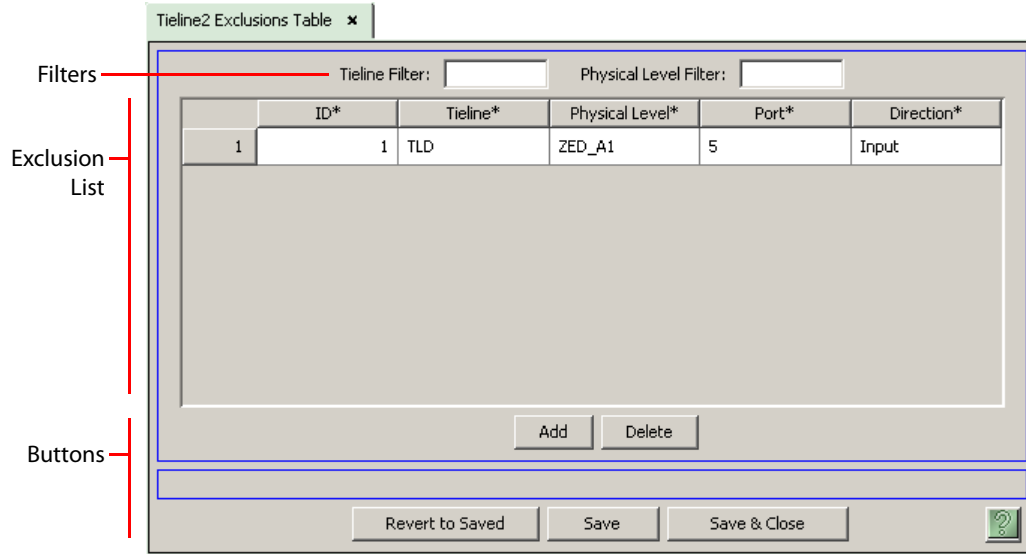 Tieline2 Exclusions Table ×
Filters
Tieline Filter: Physical Level Filter:
ID* Tieline* Physical Level* Port* Direction*
1 1 TLD ZED_A1 5 Input
Exclusion
List
Add Delete
Buttons
Revert to Saved Save Save & Close ?